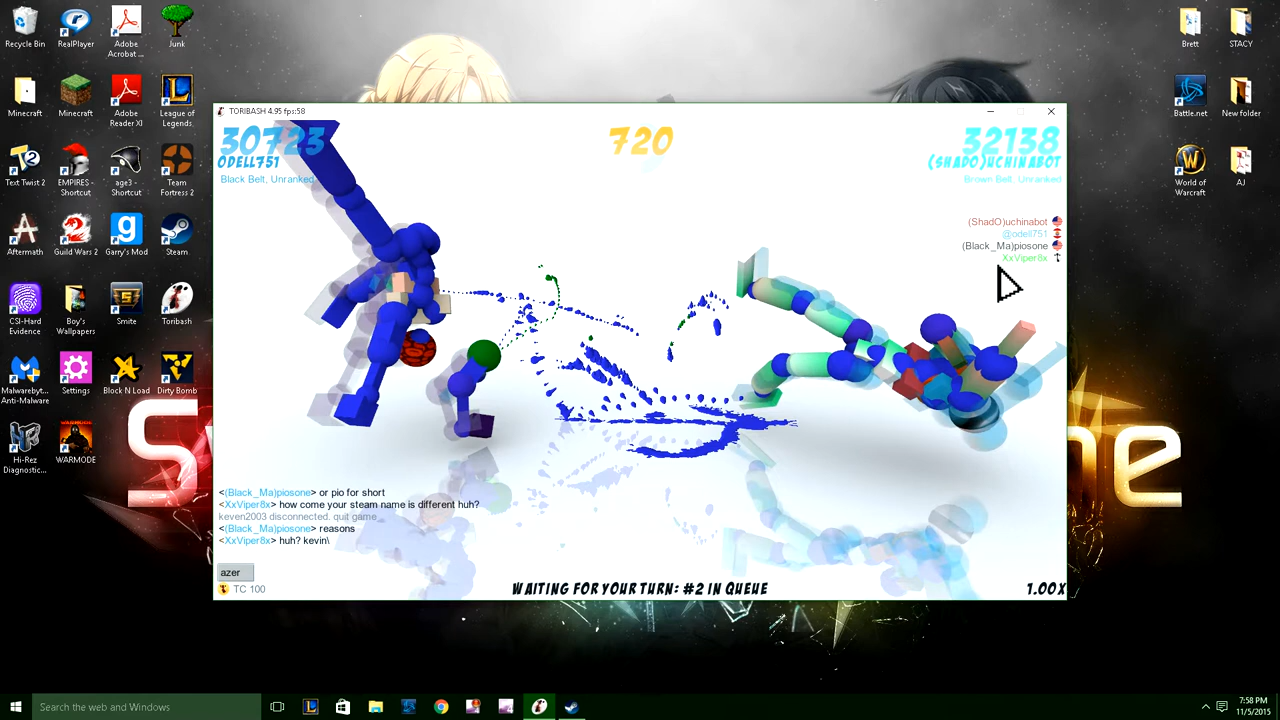 Recycle Bin
RealPlayer
Adobe
Acrobat ...
Junk
Brett
STACY
Minecraft
Minecraft
Adobe
Reader XI
League of
Legends
Battle.net
New folder
Text Twist 2
EMPIRES -
Shortcut
age3 -
Shortcut
Team
Fortress 2
World of
Warcraft
AJ
Aftermath
Guild Wars 2
Garry's Mod
Steam
CSI-Hard
Evidence
Boy's
Wallpapers
Smite
Toribash
Malwarebyt...
Anti-Malware
Settings
Block N Load
Dirty Bomb
Hi-Rez
Diagnostic...
WARMODE
TORIBASH 4.95 fps:58
30723
720
32138
ODELL751
(SHADO)UCHINABOT
Black Belt, Unranked
Brown Belt, Unranked
(ShadO)uchinabot
@odell751
(Black_Ma)piosone
XxViper8x
<(Black_Ma)piosone> or pio for short
<XxViper8x> how come your steam name is different huh?
keven2003 disconnected. quit game
<(Black_Ma)piosone> reasons
<XxViper8x> huh? kevin\
azer
TC 100
WAITING FOR YOUR TURN: #2 IN QUEUE
1.00X
Search the web and Windows
7:58 PM
11/5/2015